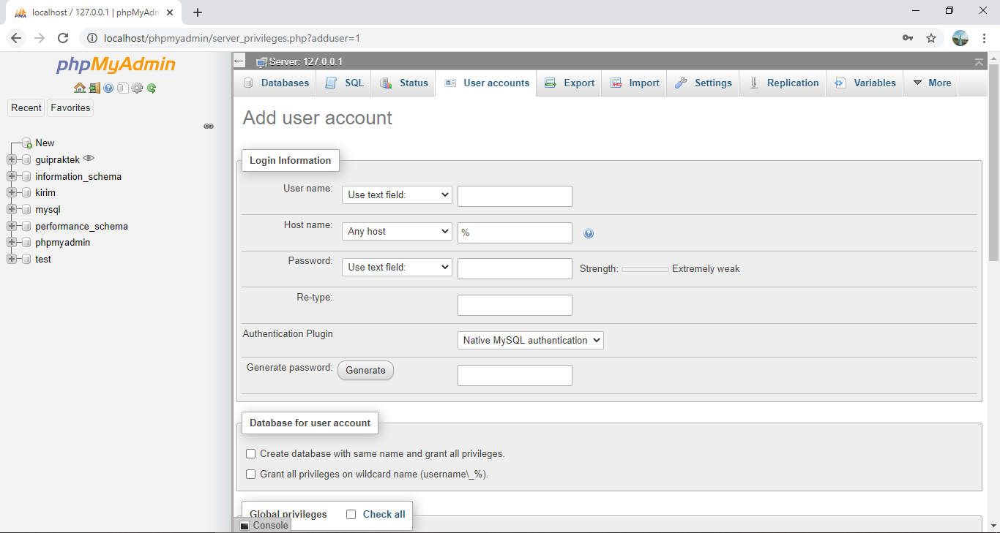 localhost / 127.0.0.1 | phpMyAdn
localhost/phpmyadmin/server_privileges.php?adduser=1
phpMyAdmin
Recent Favorites
New
guipraktek
information_schema
kirim
mysql
performance_schema
phpmyadmin
test
Server: 127.0.0.1
Databases SQL Status User accounts Export Import Settings Replication Variables More
Add user account
Login Information
User name: Use text field:
Host name: Any host %
Password: Use text field: Strength: Extremely weak
Re-type:
Authentication Plugin Native MySQL authentication
Generate password: Generate
Database for user account
Create database with same name and grant all privileges.
Grant all privileges on wildcard name (username\_%).
Global privileges Check all
Console